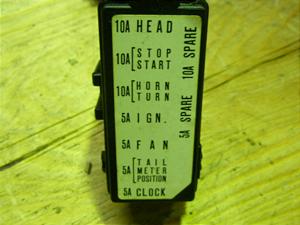 10A HEAD
10A [STOP
START
10A [HORN
TURN
5A IGN.
5A FAN
5A [TAIL
METER
POSITION
5A CLOCK
10A SPARE
5A SPARE